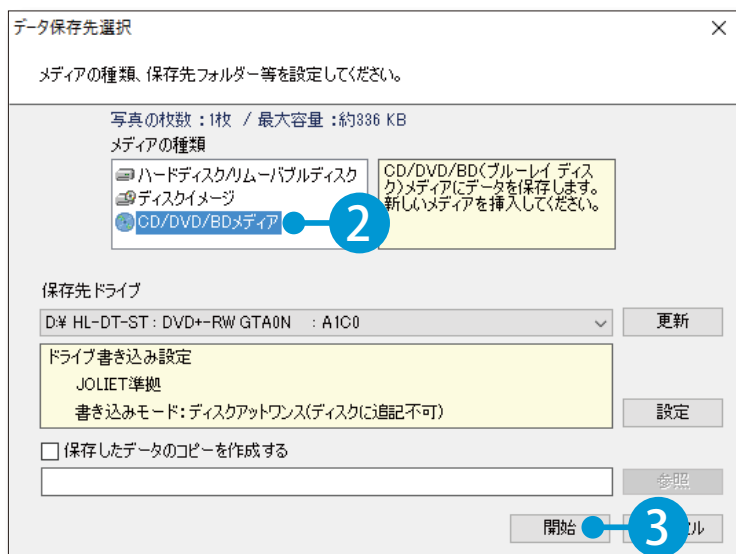 データ保存先選択
メディアの種類、保存先フォルダー等を設定してください。
写真の枚数：1枚 / 最大容量：約336 KB
メディアの種類
ハードディスク/リムーバブルディスク
ディスクイメージ
CD/DVD/BDメディア
2
CD/DVD/BD(ブルーレイ ディス
ク)メディアにデータを保存します。
新しいメディアを挿入してください。
保存先ドライブ
D:¥ HL-DT-ST : DVD+-RW GTA0N : A1C0
更新
ドライブ書き込み設定
JOLIET準拠
書き込みモード：ディスクアットワンス(ディスクに追記不可)
設定
保存したデータのコピーを作成する
参照
開始
3
ル